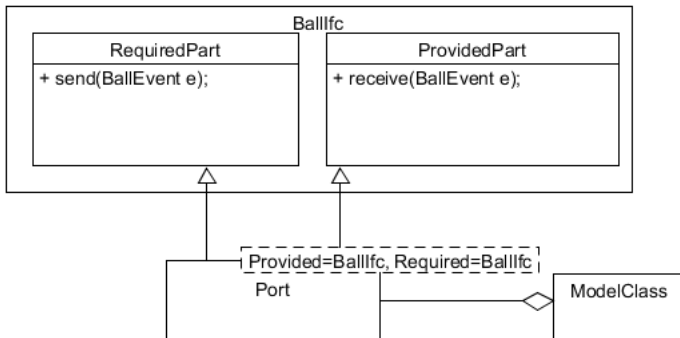 BallIfc
RequiredPart
+ send(BallEvent e);
ProvidedPart
+ receive(BallEvent e);
Provided=BallIfc, Required=BallIfc
Port
ModelClass